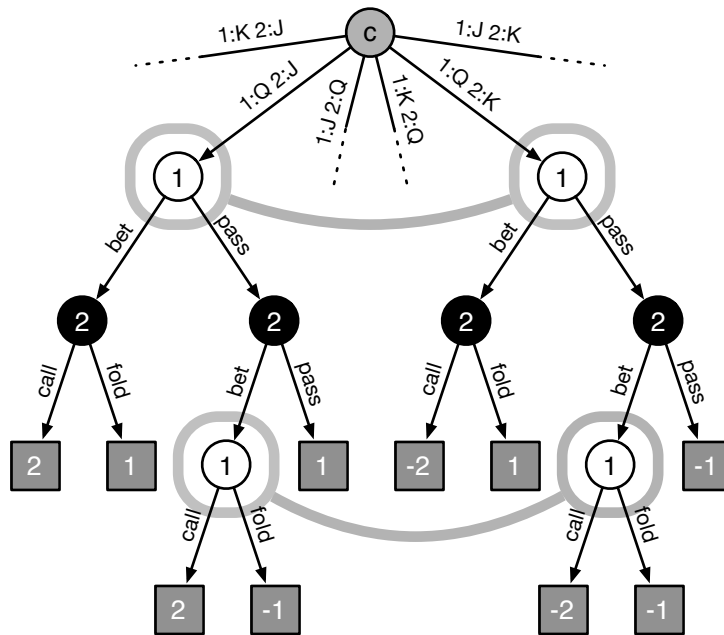 c
1:K 2:J
1:Q 2:J
1:J 2:Q
1:K 2:Q
1:Q 2:K
1:J 2:K
1
1
bet
pass
bet
pass
2
2
2
2
call
fold
bet
pass
call
fold
bet
pass
2
1
1
1
-2
1
1
-1
call
fold
call
fold
2
-1
-2
-1